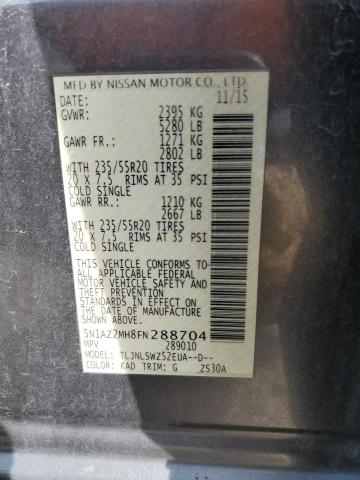 MFD BY NISSAN MOTOR CO., LTD.
DATE: 11/15
GVWR: 2395 KG
5280 LB
GAWR FR.: 1271 KG
2802 LB
WITH 235/55R20 TIRES
20 X 7.5 RIMS AT 35 PSI
COLD SINGLE
GAWR RR.: 1210 KG
2667 LB
WITH 235/55R20 TIRES
20 X 7.5 RIMS AT 35 PSI
COLD SINGLE
THIS VEHICLE CONFORMS TO
ALL APPLICABLE FEDERAL
MOTOR VEHICLE SAFETY AND
THEFT PREVENTION
STANDARDS IN EFFECT ON
THE DATE OF MANUFACTURE
SHOWN ABOVE.
5N1AZ2MH8FN288704
MPV 289010
MODEL: TLJNLSWZS2EUA--D--
COLOR: KAD TRIM: G ZS30A